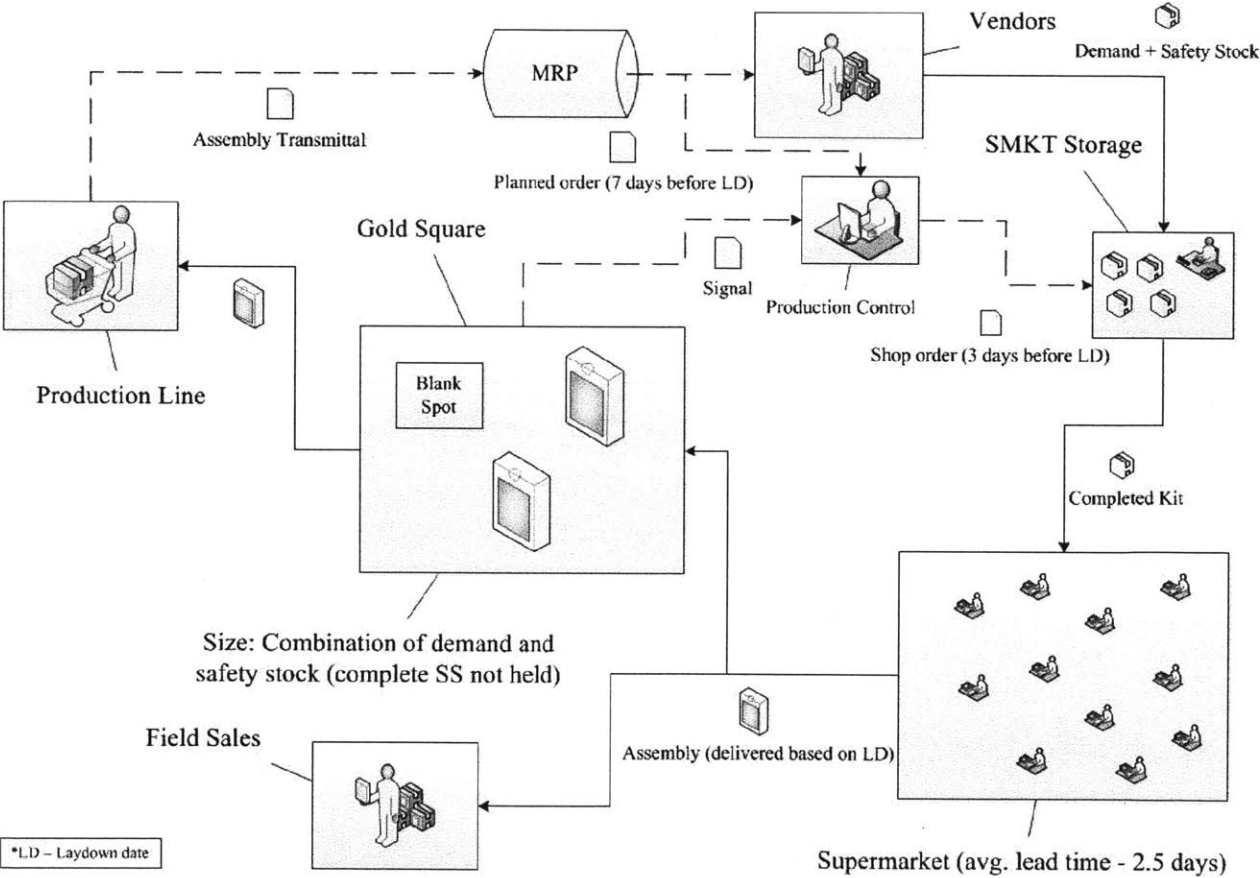 Vendors
Demand + Safety Stock
MRP
Assembly Transmittal
SMKT Storage
Planned order (7 days before LD)
Gold Square
Signal
Production Control
Shop order (3 days before LD)
Production Line
Blank
Spot
Completed Kit
Size: Combination of demand and
safety stock (complete SS not held)
Field Sales
Assembly (delivered based on LD)
*LD – Laydown date
Supermarket (avg. lead time - 2.5 days)